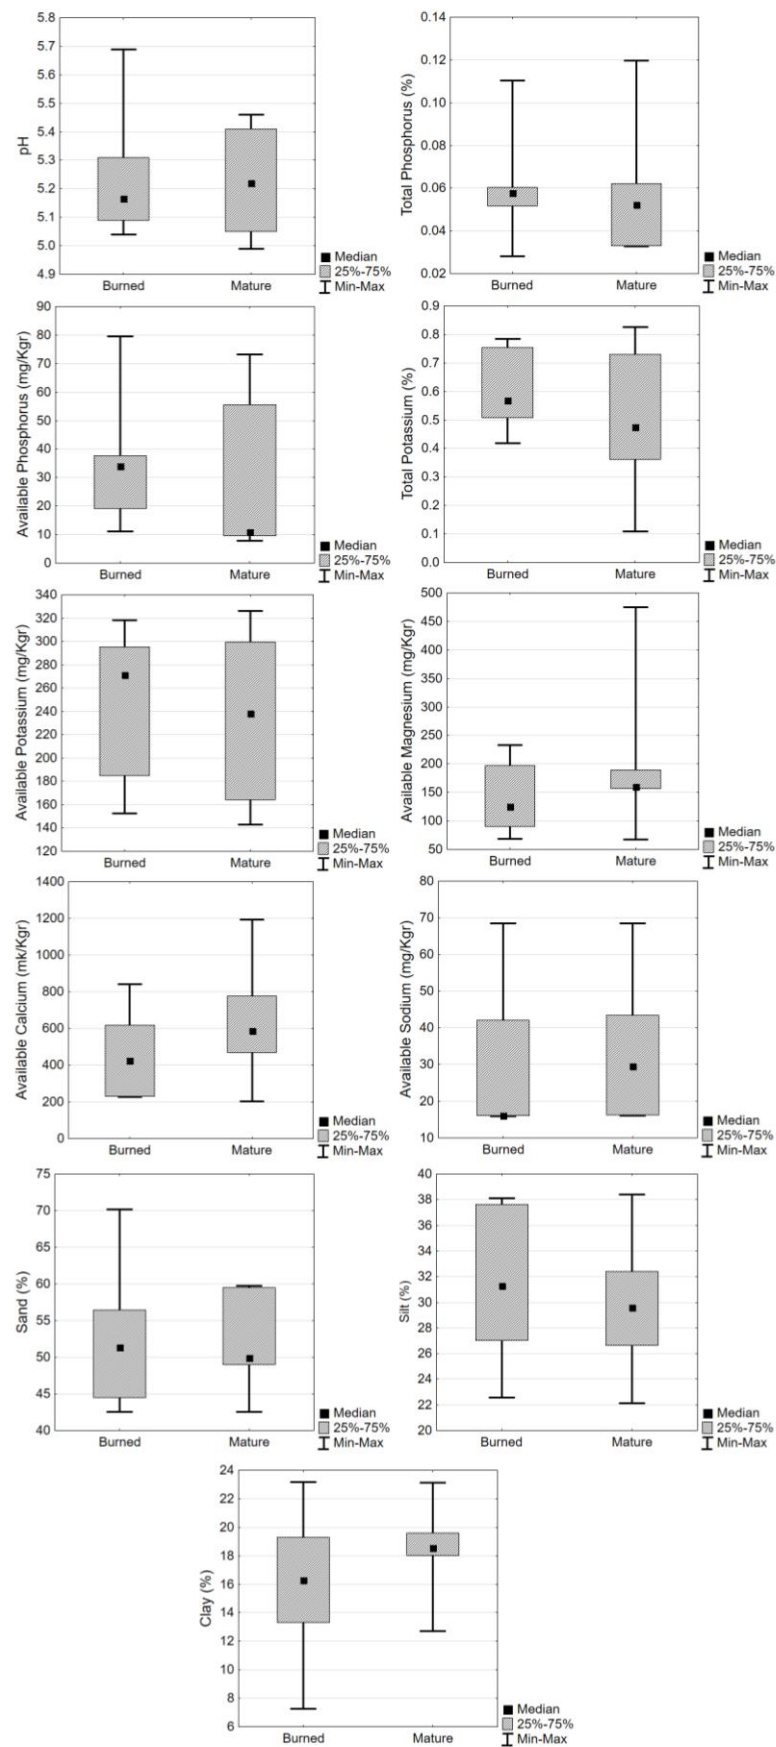 5.8
5.7
5.6
5.5
5.4
5.3
5.2
5.1
5.0
4.9
pH
Burned Mature
Median
25%-75%
Min-Max
0.14
0.12
0.10
0.08
0.06
0.04
0.02
Total Phosphorus (%)
Burned Mature
Median
25%-75%
Min-Max
90
80
70
60
50
40
30
20
10
0
Available Phosphorus (mg/Kgr)
Burned Mature
Median
25%-75%
Min-Max
0.9
0.8
0.7
0.6
0.5
0.4
0.3
0.2
0.1
0.0
Total Potassium (%)
Burned Mature
Median
25%-75%
Min-Max
340
320
300
280
260
240
220
200
180
160
140
120
Available Potassium (mg/Kgr)
Burned Mature
Median
25%-75%
Min-Max
500
450
400
350
300
250
200
150
100
50
Available Magnesium (mg/Kgr)
Burned Mature
Median
25%-75%
Min-Max
1400
1200
1000
800
600
400
200
0
Available Calcium (mk/Kgr)
Burned Mature
Median
25%-75%
Min-Max
80
70
60
50
40
30
20
10
Available Sodium (mg/Kgr)
Burned Mature
Median
25%-75%
Min-Max
75
70
65
60
55
50
45
40
Sand (%)
Burned Mature
Median
25%-75%
Min-Max
40
38
36
34
32
30
28
26
24
22
20
Silt (%)
Burned Mature
Median
25%-75%
Min-Max
24
22
20
18
16
14
12
10
8
6
Clay (%)
Burned Mature
Median
25%-75%
Min-Max